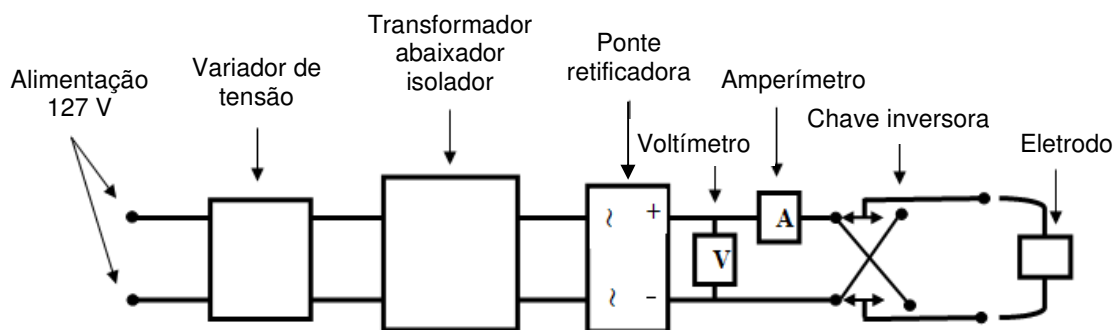 Alimentação
127 V
Variador de
tensão
Transformador
abaixador
isolador
Ponte
retificadora
Voltímetro
Amperímetro
Chave inversora
Eletrodo
~ +
A
V
~ -